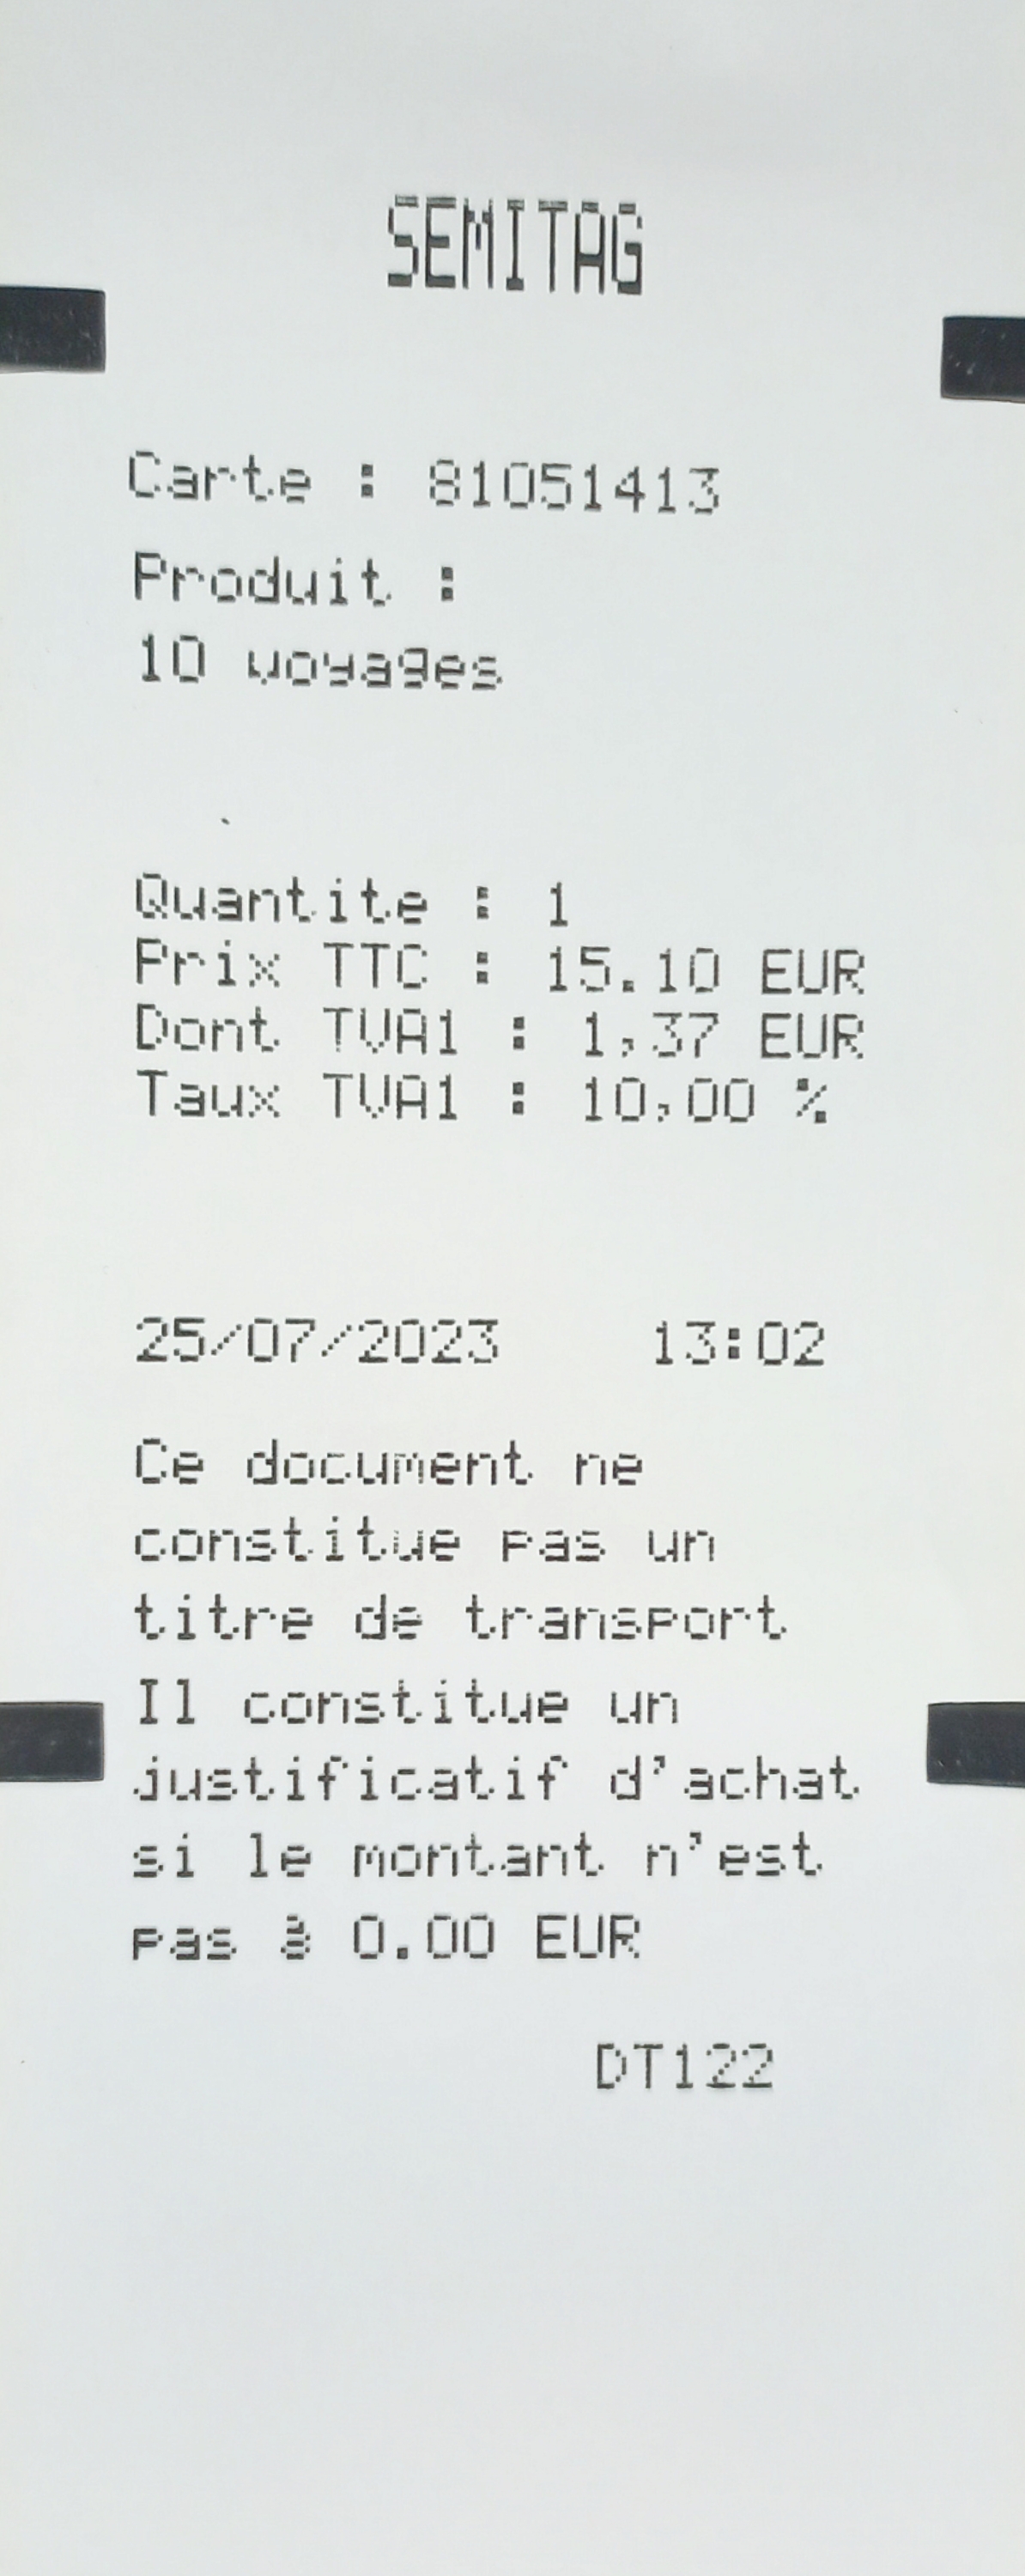 SEMITAG
Carte : 81051413
Produit :
10 voyages
Quantite : 1
Prix TTC : 15.10 EUR
Dont TVA1 : 1,37 EUR
Taux TVA1 : 10,00 %
25/07/2023 13:02
Ce document ne
constitue pas un
titre de transport
Il constitue un
justificatif d'achat
si le montant n'est
pas à 0.00 EUR
DT122